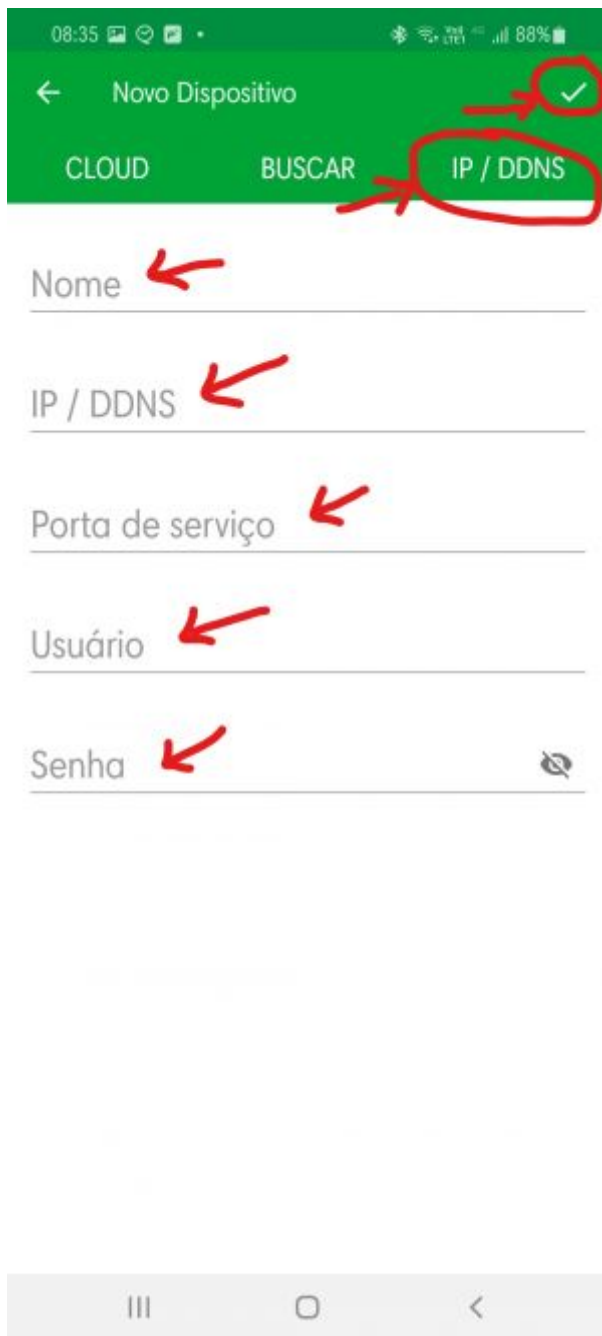 08:35
88%
Novo Dispositivo
CLOUD BUSCAR IP / DDNS
Nome
IP / DDNS
Porta de serviço
Usuário
Senha